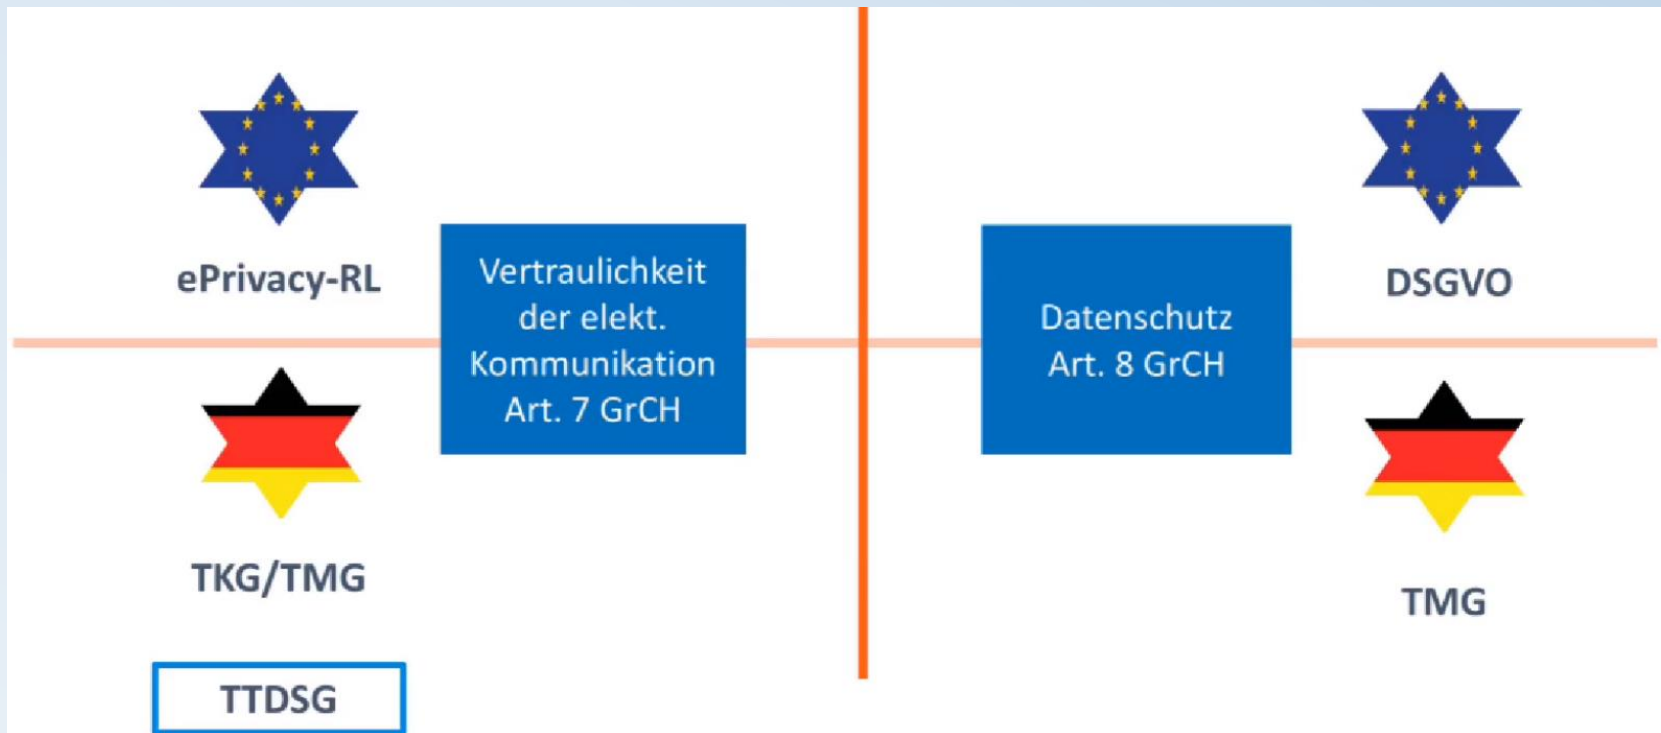 ePrivacy-RL
Vertraulichkeit
der elekt.
Kommunikation
Art. 7 GrCH
TKG/TMG
TTDSG
Datenschutz
Art. 8 GrCH
DSGVO
TMG